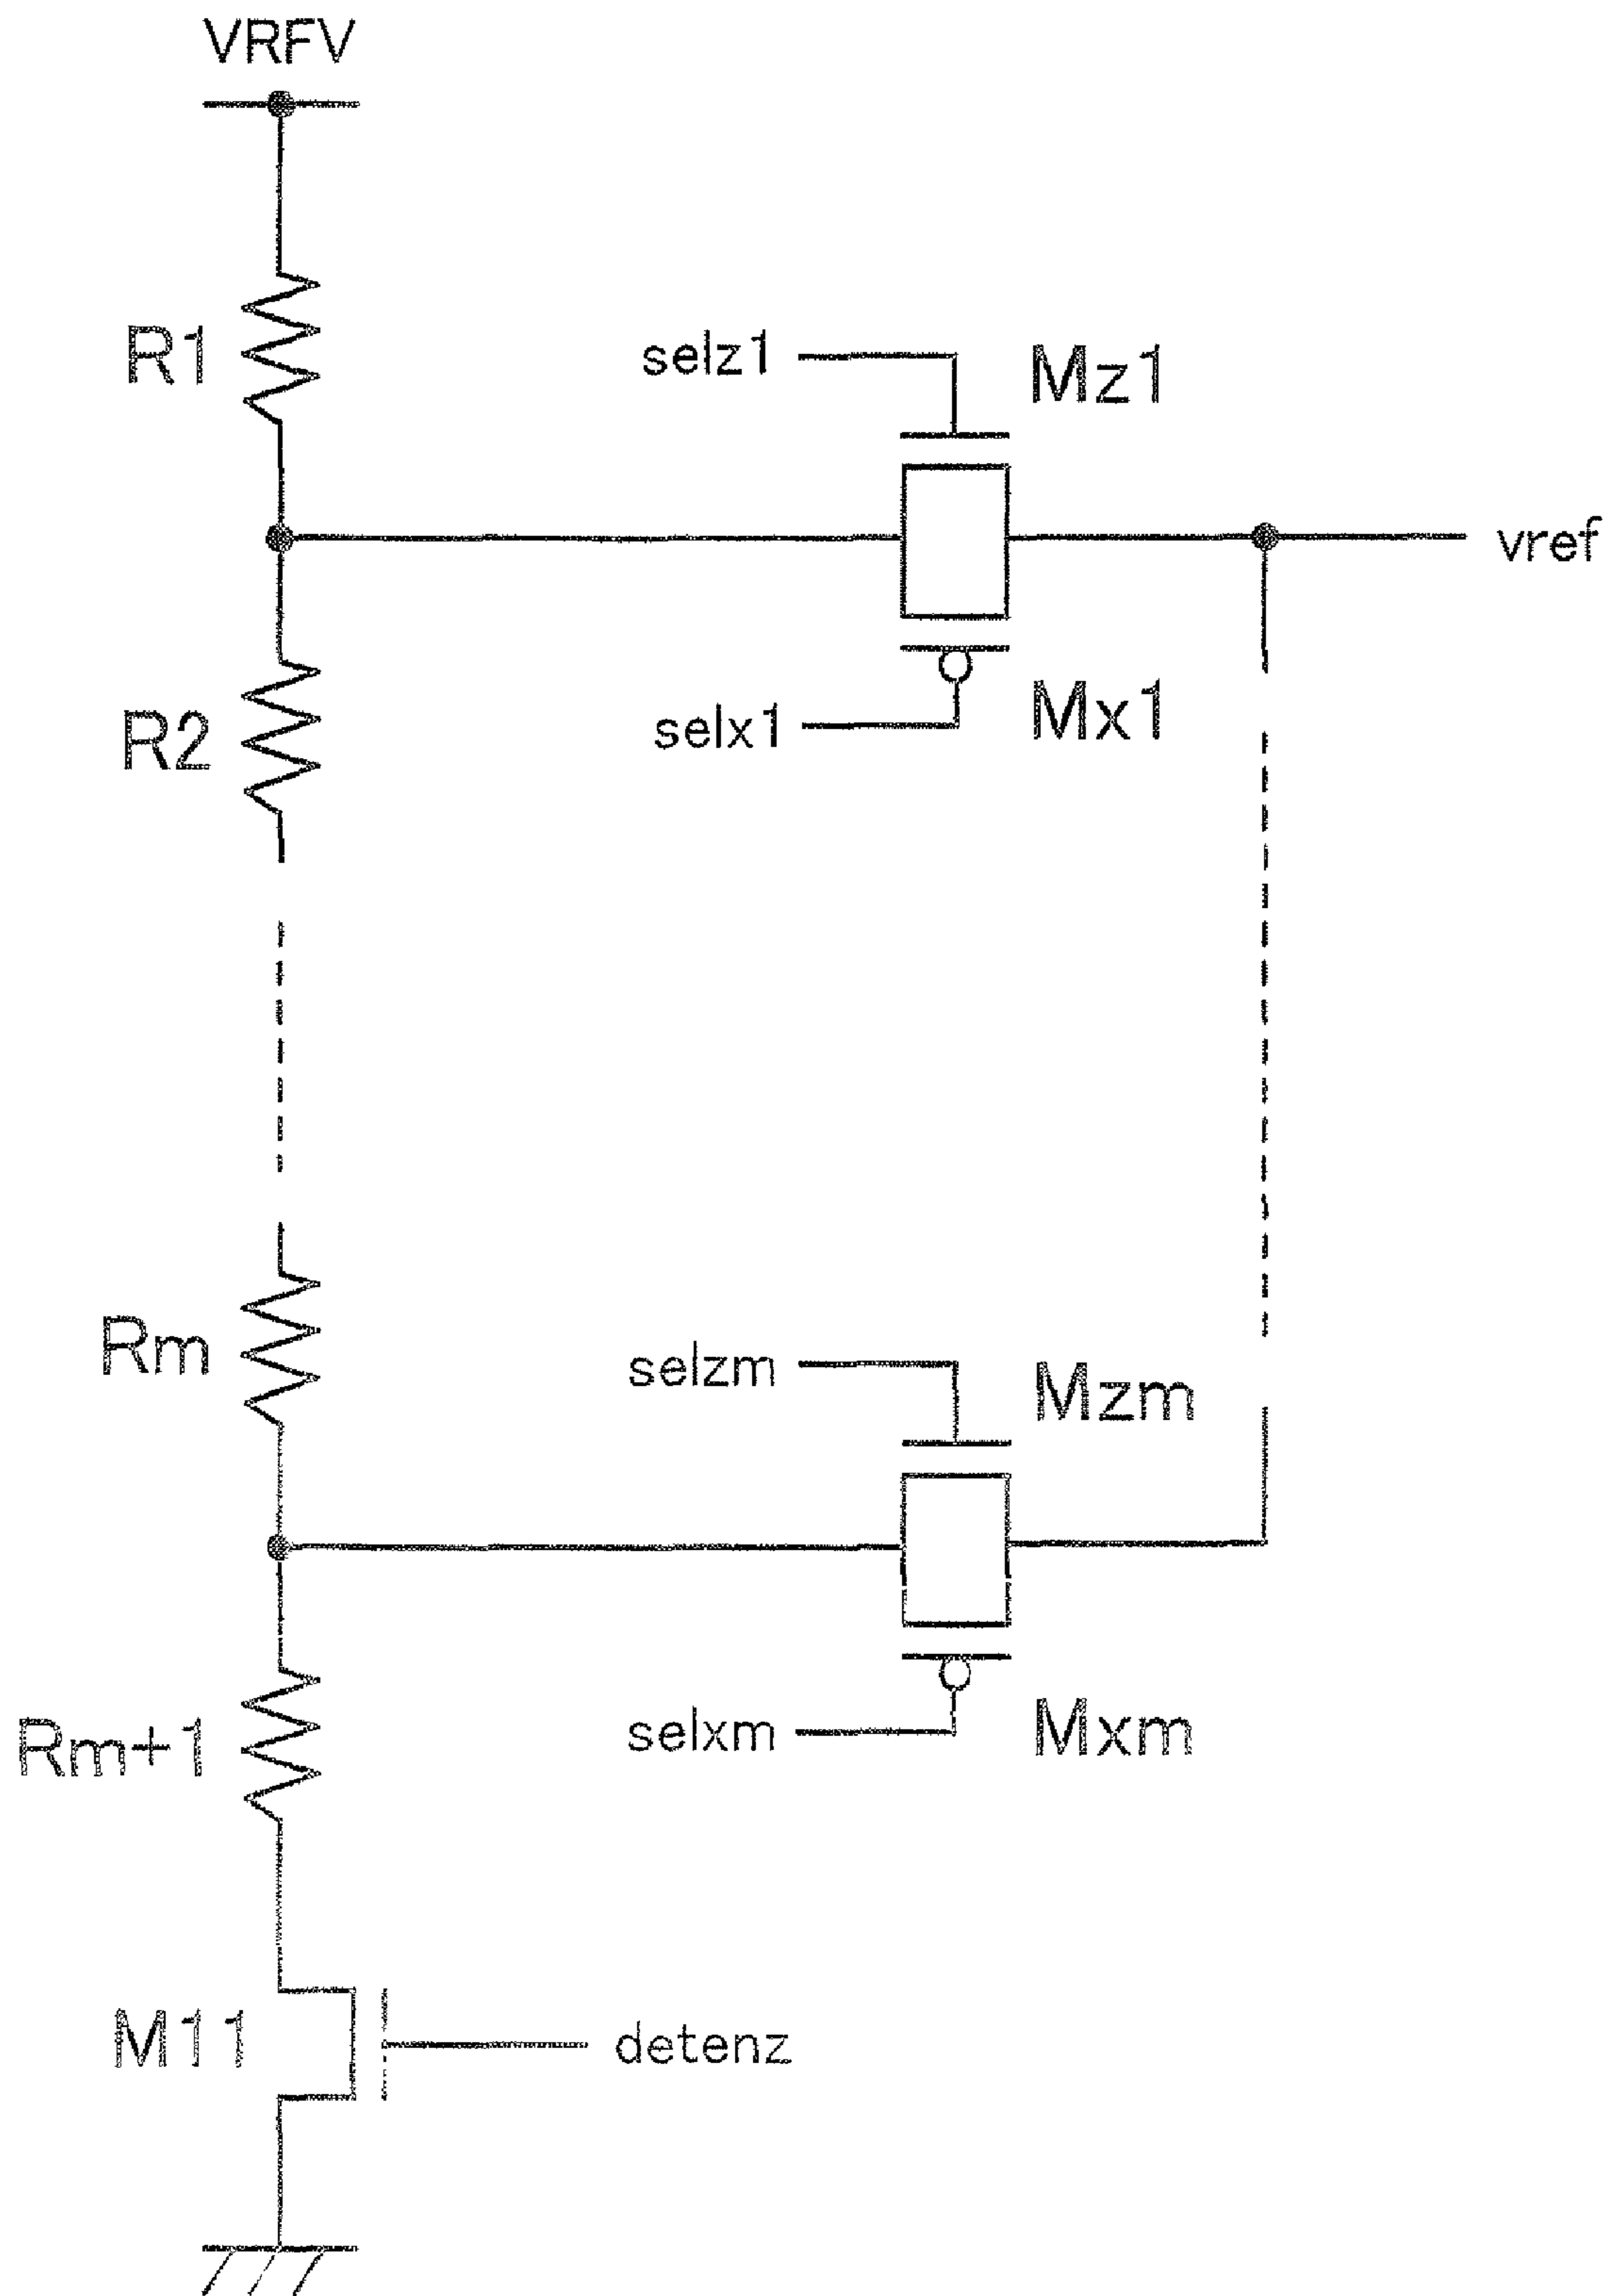 VRFV
R1
selz1
Mz1
vref
selx1
Mx1
R2
Rm
selzm
Mzm
Rm+1
selxm
Mxm
M11
detenz